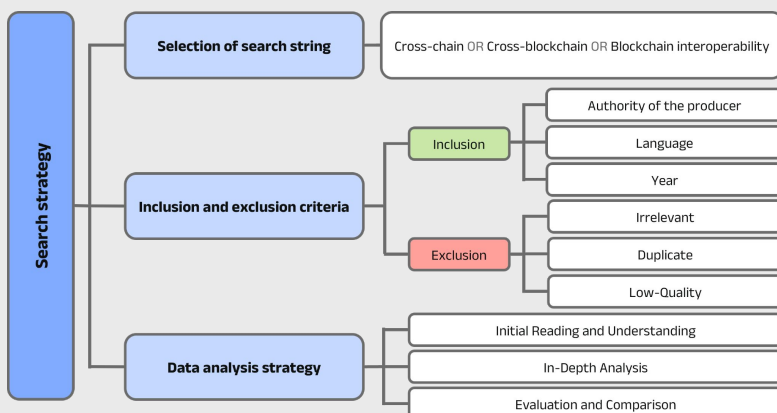 Search strategy
Selection of search string
Cross-chain OR Cross-blockchain OR Blockchain interoperability
Inclusion and exclusion criteria
Inclusion
Authority of the producer
Language
Year
Exclusion
Irrelevant
Duplicate
Low-Quality
Data analysis strategy
Initial Reading and Understanding
In-Depth Analysis
Evaluation and Comparison